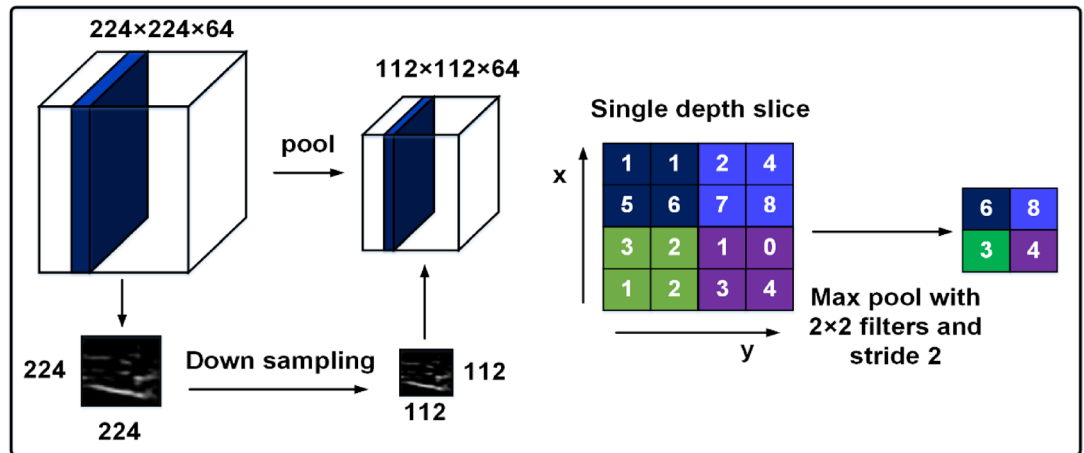 224×224×64
112×112×64
pool
224
224
Down sampling
112
112
Single depth slice
x
1 1 2 4
5 6 7 8
3 2 1 0
1 2 3 4
y
6 8
3 4
Max pool with
2×2 filters and
stride 2